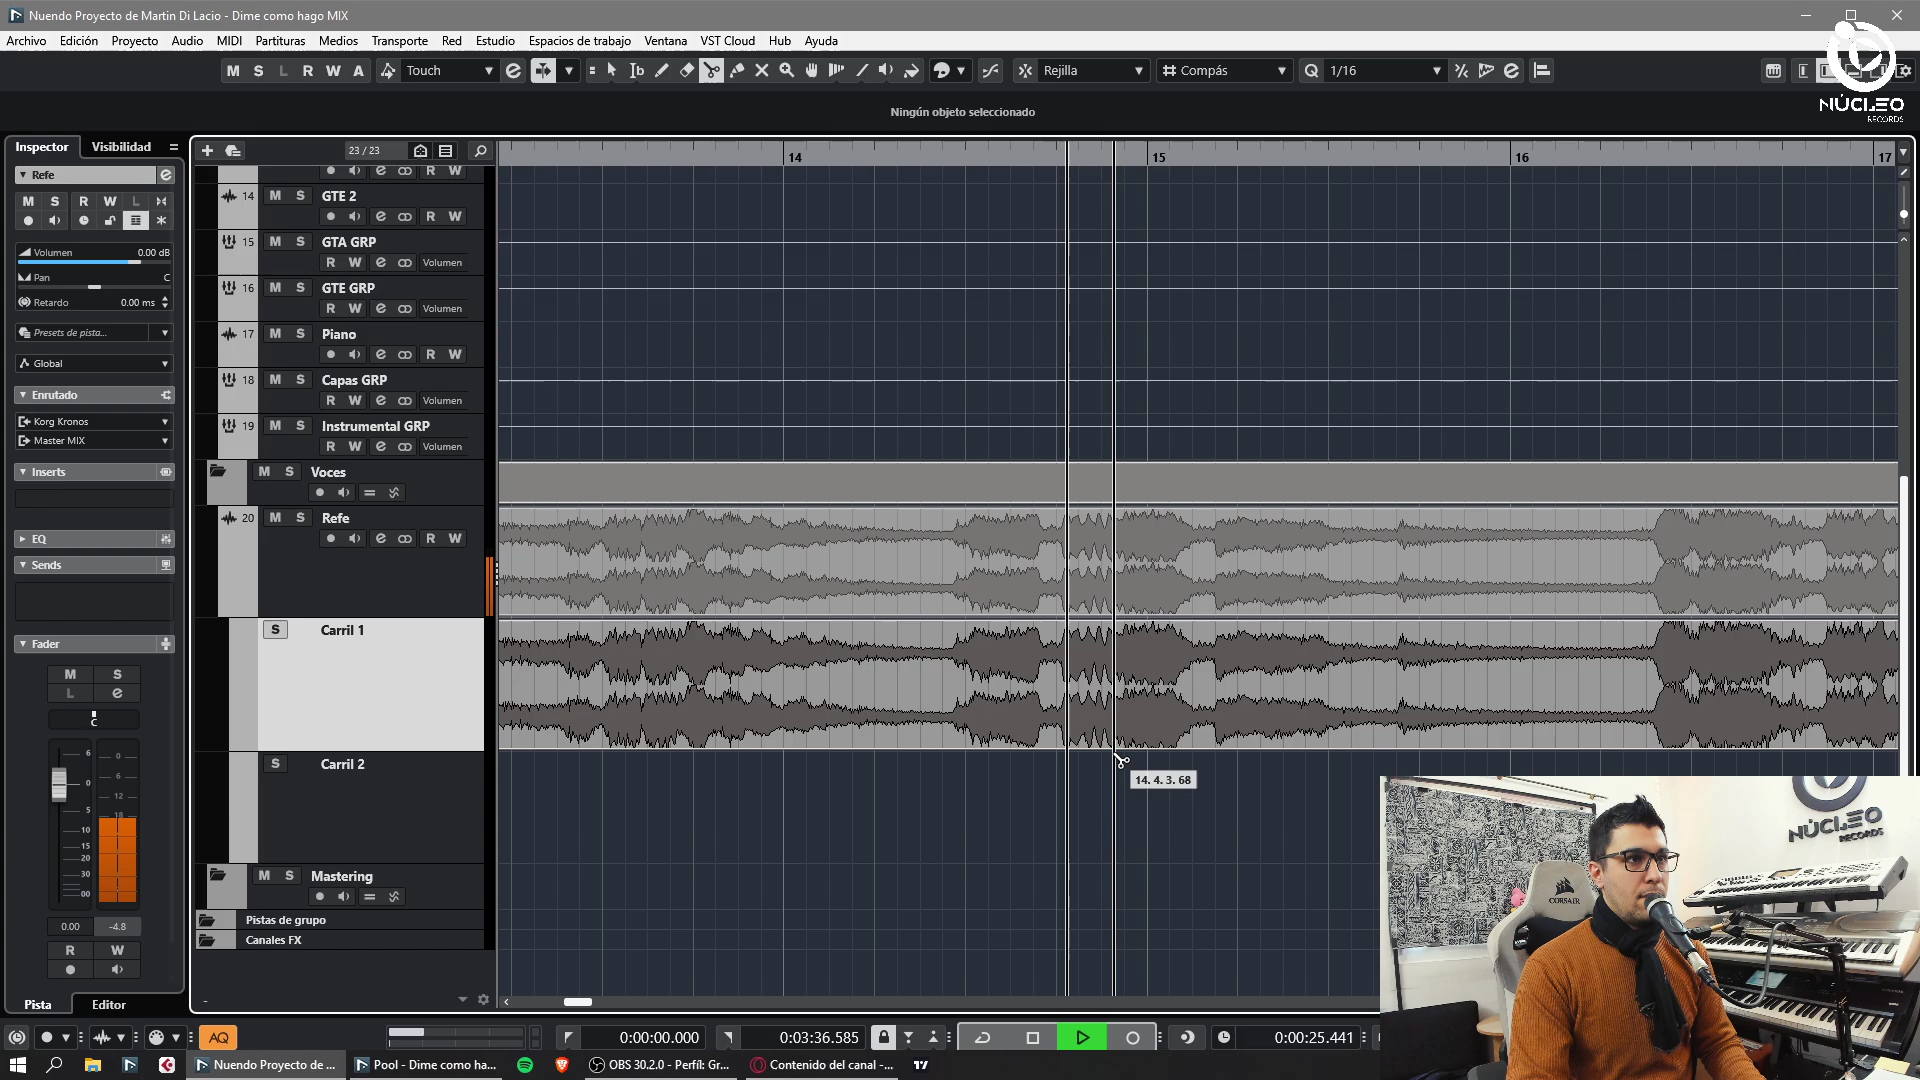 Nuendo Proyecto de Martin Di Lacio - Dime como hago MIX
Archivo Edición Proyecto Audio MIDI Partituras Medios Transporte Red Estudio Espacios de trabajo Ventana VST Cloud Hub Ayuda
M S L R W A Touch Rejilla Compás Q 1/16
NÚCLEO
RECORDS
Ningún objeto seleccionado
Inspector Visibilidad
23 / 23
14 15 16 17
Refe
M S R W L
Volumen 0.00 dB
Pan C
Retardo 0.00 ms
Presets de pista...
Global
Enrutado
Korg Kronos
Master MIX
Inserts
EQ
Sends
Fader
M S
L e
C
6
0
5
10
15
20
30
00
0
6
12
18
0.00 -4.8
R W
Pista Editor
R W
14 M S GTE 2
R W
15 M S GTA GRP
R W Volumen
16 M S GTE GRP
R W Volumen
17 M S Piano
R W
18 M S Capas GRP
R W Volumen
19 M S Instrumental GRP
R W Volumen
M S Voces
20 M S Refe
R W
S Carril 1
S Carril 2
14. 4. 3. 68
M S Mastering
Pistas de grupo
Canales FX
NÚCLEO
RECORDS
CORSAIR
AQ 0:00:00.000 0:03:36.585 0:00:25.441
Nuendo Proyecto de ... Pool - Dime como ha... OBS 30.2.0 - Perfíl: Gr... Contenido del canal -...